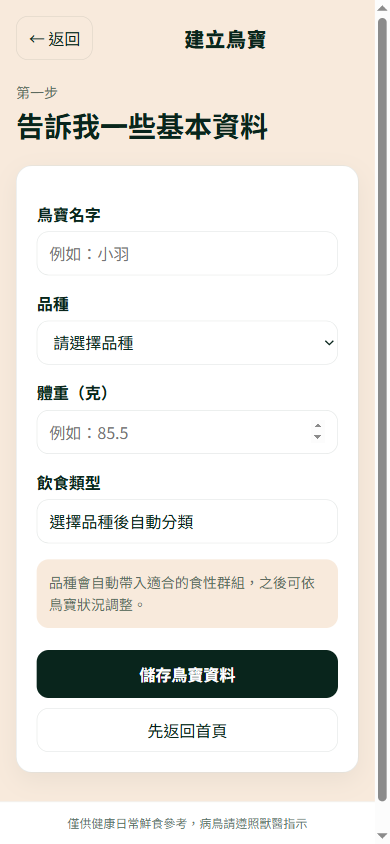 ← 返回
建立鳥寶
第一步
告訴我一些基本資料
鳥寶名字
例如：小羽
品種
請選擇品種
體重（克）
例如：85.5
飲食類型
選擇品種後自動分類
品種會自動帶入適合的食性群組，之後可依
鳥寶狀況調整。
儲存鳥寶資料
先返回首頁
僅供健康日常鮮食參考，病鳥請遵照獸醫指示